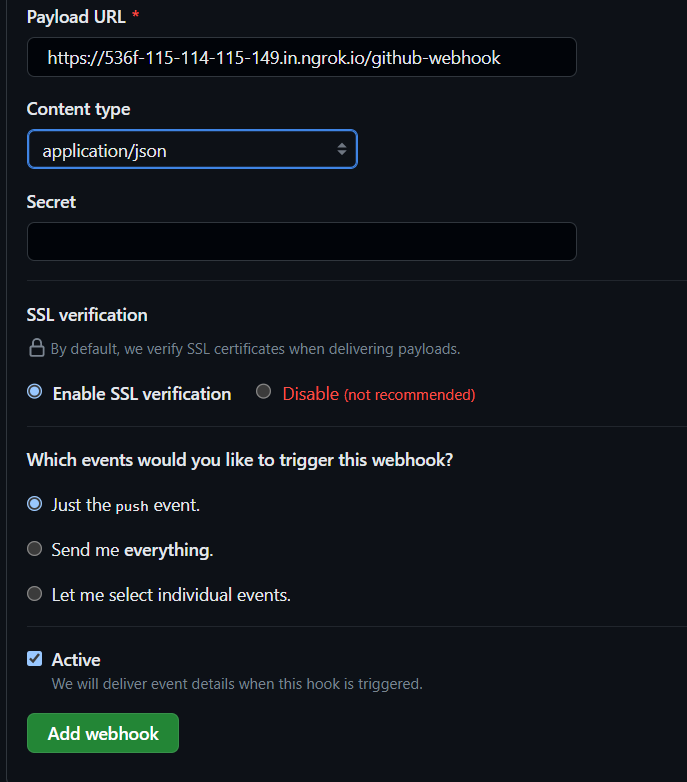 Payload URL *
https://536f-115-114-115-149.in.ngrok.io/github-webhook
Content type
application/json
Secret
SSL verification
By default, we verify SSL certificates when delivering payloads.
Enable SSL verification Disable (not recommended)
Which events would you like to trigger this webhook?
Just the push event.
Send me everything.
Let me select individual events.
Active
We will deliver event details when this hook is triggered.
Add webhook